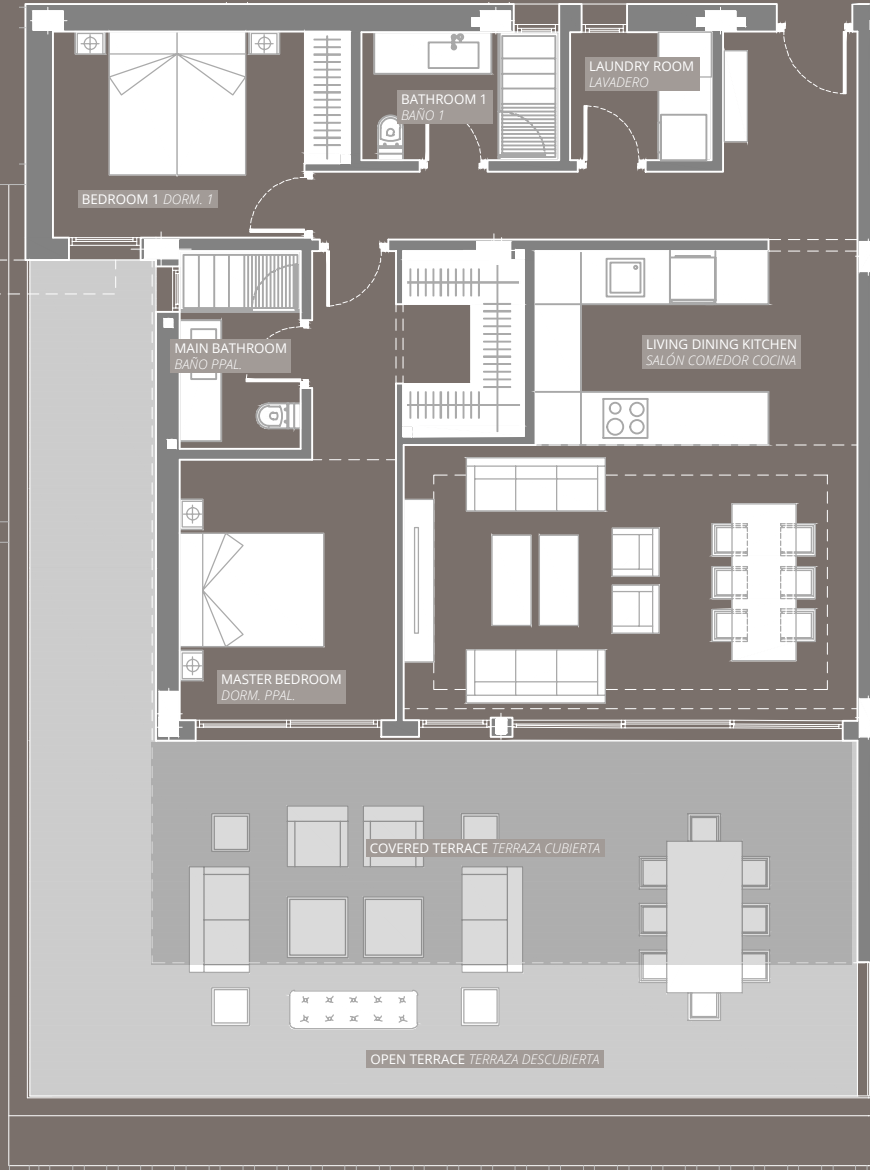 LAUNDRY ROOM
LAVADERO
BATHROOM 1
BAÑO 1
BEDROOM 1 DORM. 1
MAIN BATHROOM
BAÑO PPAL.
LIVING DINING KITCHEN
SALÓN COMEDOR COCINA
MASTER BEDROOM
DORM. PPAL.
COVERED TERRACE TERRAZA CUBIERTA
OPEN TERRACE TERRAZA DESCUBIERTA